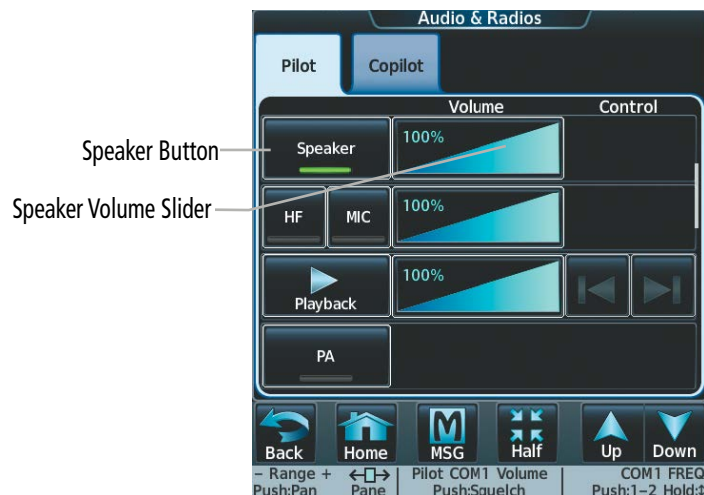 Audio & Radios
Pilot
Copilot
Volume
Control
Speaker Button
Speaker
100%
Speaker Volume Slider
HF
MIC
100%
Playback
100%
PA
Back
Home
MSG
Half
Up
Down
– Range +
Pilot COM1 Volume
COM1 FREQ
Push:Pan
Pane
Push:Squelch
Push:1–2 Hold:↕